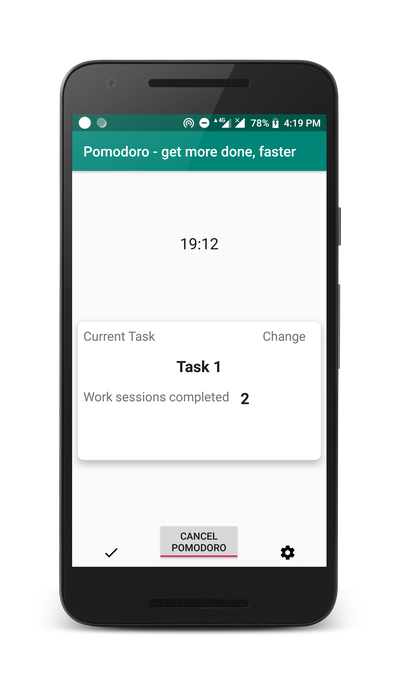 4G 78% 4:19 PM
Pomodoro - get more done, faster
19:12
Current Task Change
Task 1
Work sessions completed 2
CANCEL
POMODORO